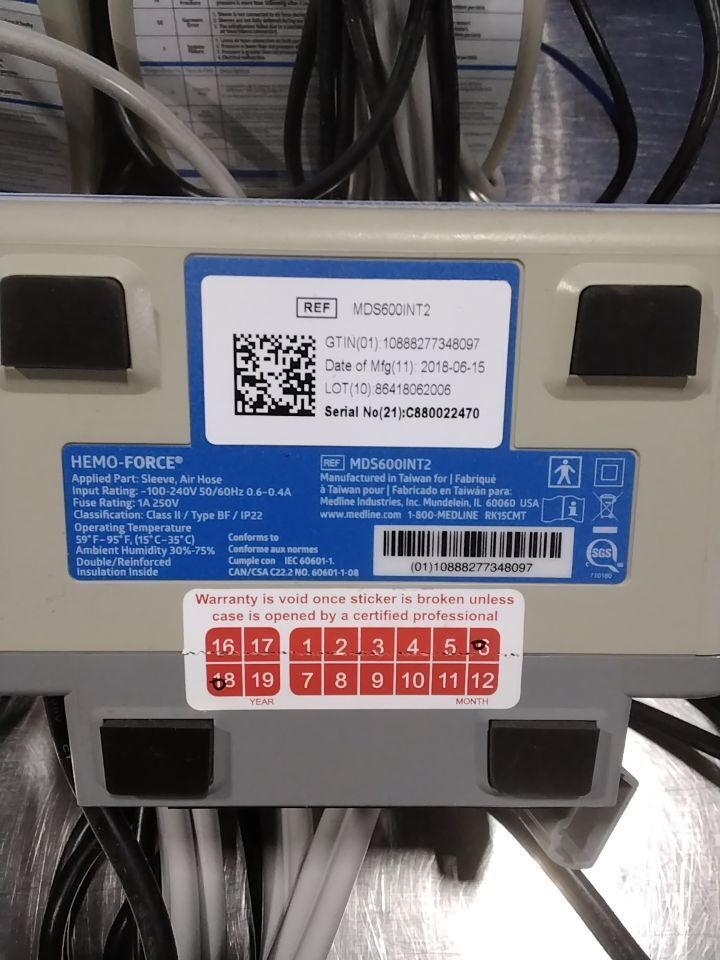 Pressure
German
Error
System
Failure
Description
REF MDS600INT2
GTIN(01):10888277348097
Date of Mfg(11): 2018-06-15
LOT(10):86418062006
Serial No(21):C880022470
HEMO-FORCE®
Applied Part: Sleeve, Air Hose
Input Rating: ~100-240V 50/60Hz 0.6-0.4A
Fuse Rating: 1A 250V
Classification: Class II / Type BF / IP22
Operating Temperature
59°F-95°F, (15°C-35°C)
Ambient Humidity 30%-75%
Double/Reinforced
Insulation Inside
Conforms to
Conforme aux
Cumple con IEC 60601-1.
CAN/CSA C22.2 NO. 60601-1-08
REF MDS600INT2
Manufactured in Taiwan for | Fabriqué
à Taiwan pour | Fabricado en Taiwán para:
Medline Industries, Inc. Mundelein, IL 60060 USA
www.medline.com 1-800-MEDLINE RK15CMT
(01)10888277348097
i
SGS
710180
Warranty is void once sticker is broken unless
case is opened by a certified professional
16 17 1 2 3 4 5 6
18 19 7 8 9 10 11 12
YEAR MONTH